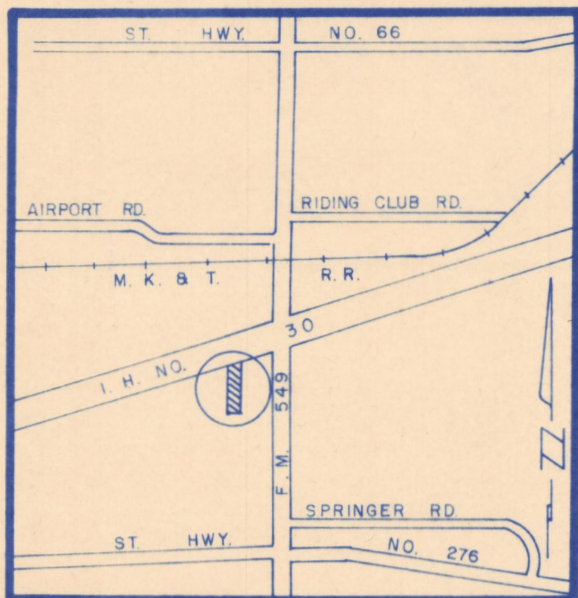 ST. HWY. NO. 66
AIRPORT RD.
RIDING CLUB RD.
M. K. & T. R. R.
I. H. NO. 30
F. M. 549
N
SPRINGER RD.
ST. HWY. NO. 276